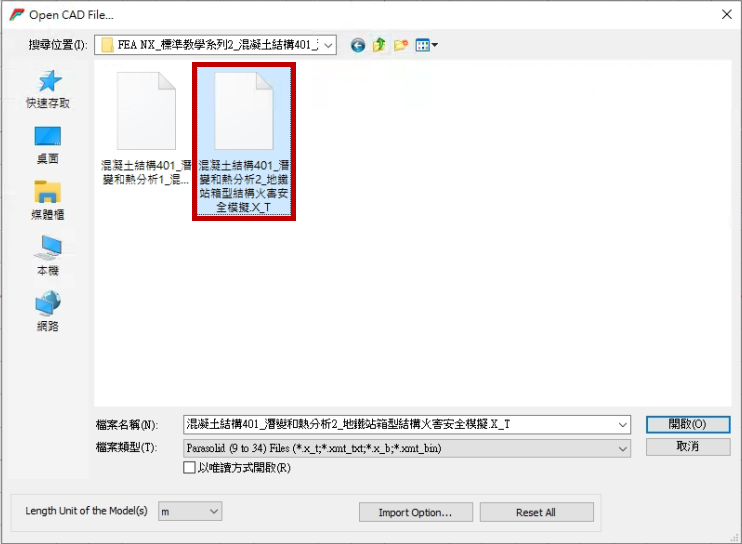 Open CAD File...
搜尋位置(I):
FEA NX_標準教學系列2_混凝土結構401_
快速存取
桌面
媒體櫃
本機
網路
混凝土結構401_潛
變和熱分析1_混...
混凝土結構401_潛
變和熱分析2_地鐵
站箱型結構火害安
全模擬.X_T
檔案名稱(N):
混凝土結構401_潛變和熱分析2_地鐵站箱型結構火害安全模擬.X_T
開啟(O)
檔案類型(T):
Parasolid (9 to 34) Files (*.x_t;*.xmt_txt;*.x_b;*.xmt_bin)
取消
以唯讀方式開啟(R)
Length Unit of the Model(s)
m
Import Option...
Reset All